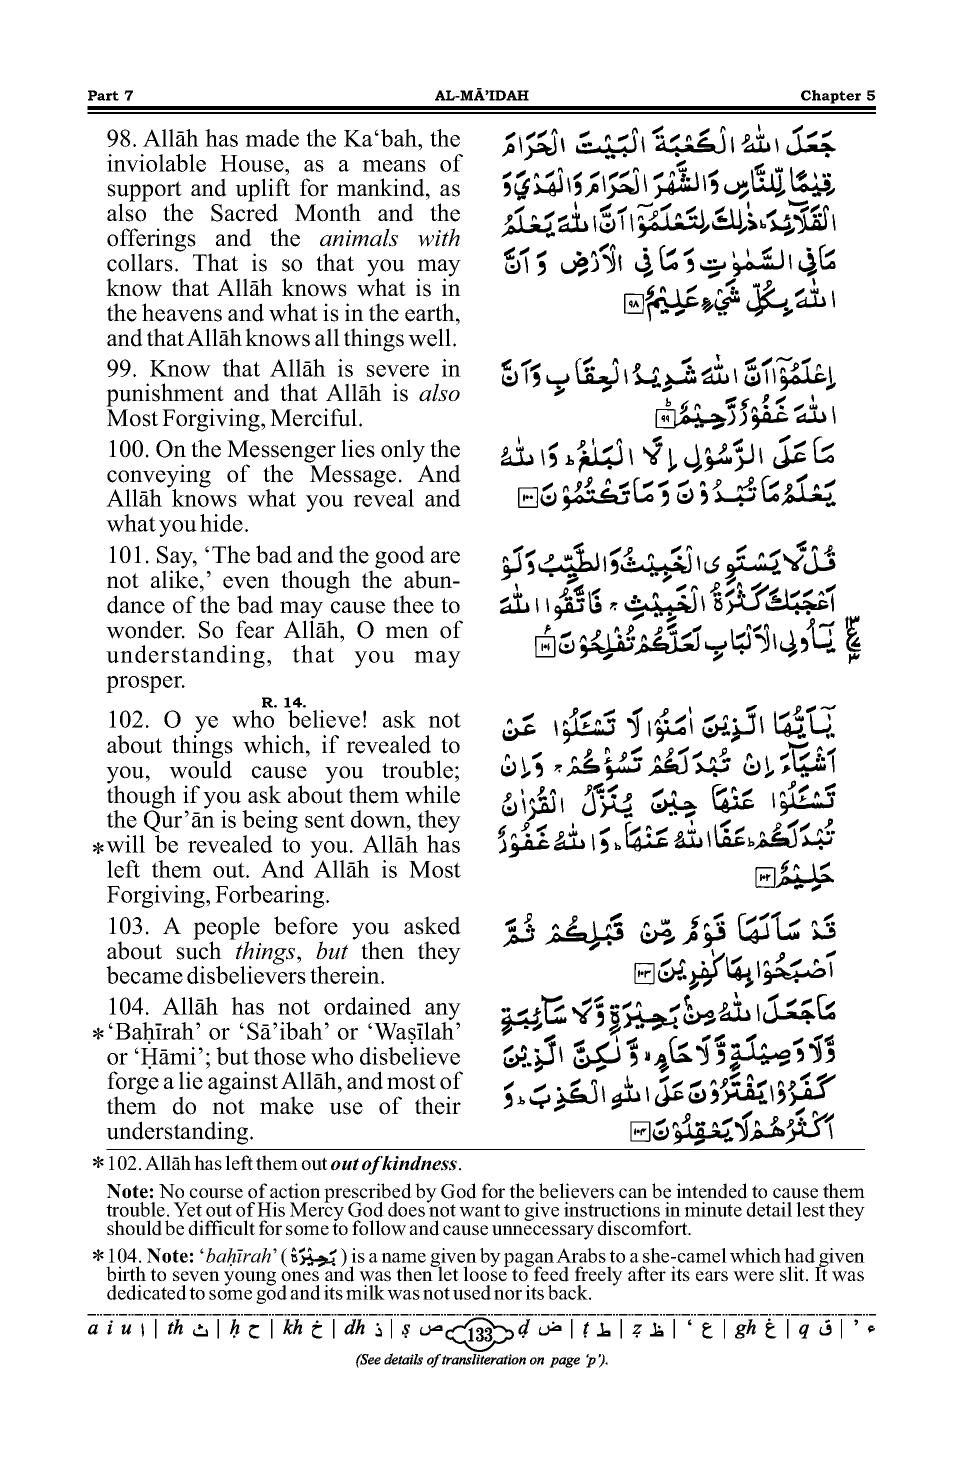 Part 7 AL-MĀ’IDAH Chapter 5
98. Allāh has made the Ka‘bah, the
inviolable House, as a means of
support and uplift for mankind, as
also the Sacred Month and the
offerings and the animals with
collars. That is so that you may
know that Allāh knows what is in
the heavens and what is in the earth,
and that Allāh knows all things well.
جَعَلَ اللّٰهُ الْكَعْبَةَ الْبَيْتَ الْحَرَامَ
قِيٰمًا لِّلنَّاسِ وَالشَّهْرَ الْحَرَامَ وَالْهَدْيَ وَ
الْقَلَآئِدَ ؕ ذٰلِكَ لِتَعْلَمُوْۤا اَنَّ اللّٰهَ يَعْلَمُ
مَا فِي السَّمٰوٰتِ وَ مَا فِي الْاَرْضِ وَ اَنَّ
اللّٰهَ بِكُلِّ شَيْءٍ عَلِيْمٌ ۹۸
99. Know that Allāh is severe in
punishment and that Allāh is also
Most Forgiving, Merciful.
اِعْلَمُوْۤا اَنَّ اللّٰهَ شَدِيْدُ الْعِقَابِ وَ اَنَّ
اللّٰهَ غَفُوْرٌ رَّحِيْمٌ ۹۹
100. On the Messenger lies only the
conveying of the Message. And
Allāh knows what you reveal and
what you hide.
مَا عَلَى الرَّسُوْلِ اِلَّا الْبَلٰغُ ؕ وَ اللّٰهُ
يَعْلَمُ مَا تُبْدُوْنَ وَ مَا تَكْتُمُوْنَ ۱۰۰
101. Say, ‘The bad and the good are
not alike,’ even though the abun-
dance of the bad may cause thee to
wonder. So fear Allāh, O men of
understanding, that you may
prosper.
قُلْ لَّا يَسْتَوِي الْخَبِيْثُ وَالطَّيِّبُ وَلَوْ
اَعْجَبَكَ كَثْرَةُ الْخَبِيْثِ ۚ فَاتَّقُوا اللّٰهَ
يٰۤاُولِي الْاَلْبَابِ لَعَلَّكُمْ تُفْلِحُوْنَ ۱۰۱
R. 14.
102. O ye who believe! ask not
about things which, if revealed to
you, would cause you trouble;
though if you ask about them while
the Qur’ān is being sent down, they
*will be revealed to you. Allāh has
left them out. And Allāh is Most
Forgiving, Forbearing.
يٰۤاَيُّهَا الَّذِيْنَ اٰمَنُوْا لَا تَسْـَٔلُوْا عَنْ
اَشْيَآءَ اِنْ تُبْدَ لَكُمْ تَسُؤْكُمْ ۚ وَ اِنْ
تَسْـَٔلُوْا عَنْهَا حِيْنَ يُنَزَّلُ الْقُرْاٰنُ
تُبْدَ لَكُمْ ؕ عَفَا اللّٰهُ عَنْهَا ؕ وَ اللّٰهُ غَفُوْرٌ
حَلِيْمٌ ۱۰۲
103. A people before you asked
about such things, but then they
became disbelievers therein.
قَدْ سَاَلَهَا قَوْمٌ مِّنْ قَبْلِكُمْ ثُمَّ
اَصْبَحُوْا بِهَا كٰفِرِيْنَ ۱۰۳
104. Allāh has not ordained any
*‘Baḥīrah’ or ‘Sā’ibah’ or ‘Waṣīlah’
or ‘Ḥāmi’; but those who disbelieve
forge a lie against Allāh, and most of
them do not make use of their
understanding.
مَا جَعَلَ اللّٰهُ مِنْۢ بَحِيْرَةٍ وَّلَا سَآئِبَةٍ
وَّلَا وَصِيْلَةٍ وَّلَا حَامٍ ۙ وَّ لٰكِنَّ الَّذِيْنَ
كَفَرُوْا يَفْتَرُوْنَ عَلَى اللّٰهِ الْكَذِبَ ؕ وَ
اَكْثَرُهُمْ لَا يَعْقِلُوْنَ ۱۰۴
*102. Allāh has left them out out of kindness.
Note: No course of action prescribed by God for the believers can be intended to cause them
trouble. Yet out of His Mercy God does not want to give instructions in minute detail lest they
should be difficult for some to follow and cause unnecessary discomfort.
*104. Note: ‘baḥīrah’ ( بَحِيْرَة ) is a name given by pagan Arabs to a she-camel which had given
birth to seven young ones and was then let loose to feed freely after its ears were slit. It was
dedicated to some god and its milk was not used nor its back.
a i u ا | th ث | ḥ ح | kh خ | dh ذ | ṣ ص 133 ḍ ض | ṭ ط | ẓ ظ | ‘ ع | gh غ | q ق | ’ ء
(See details of transliteration on page ‘p’).